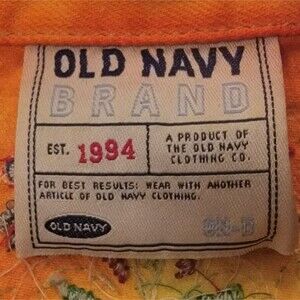 OLD NAVY
BRAND
EST. 1994
A PRODUCT OF
THE OLD NAVY
CLOTHING CO.
FOR BEST RESULTS: WEAR WITH ANOTHER
ARTICLE OF OLD NAVY CLOTHING.
OLD NAVY